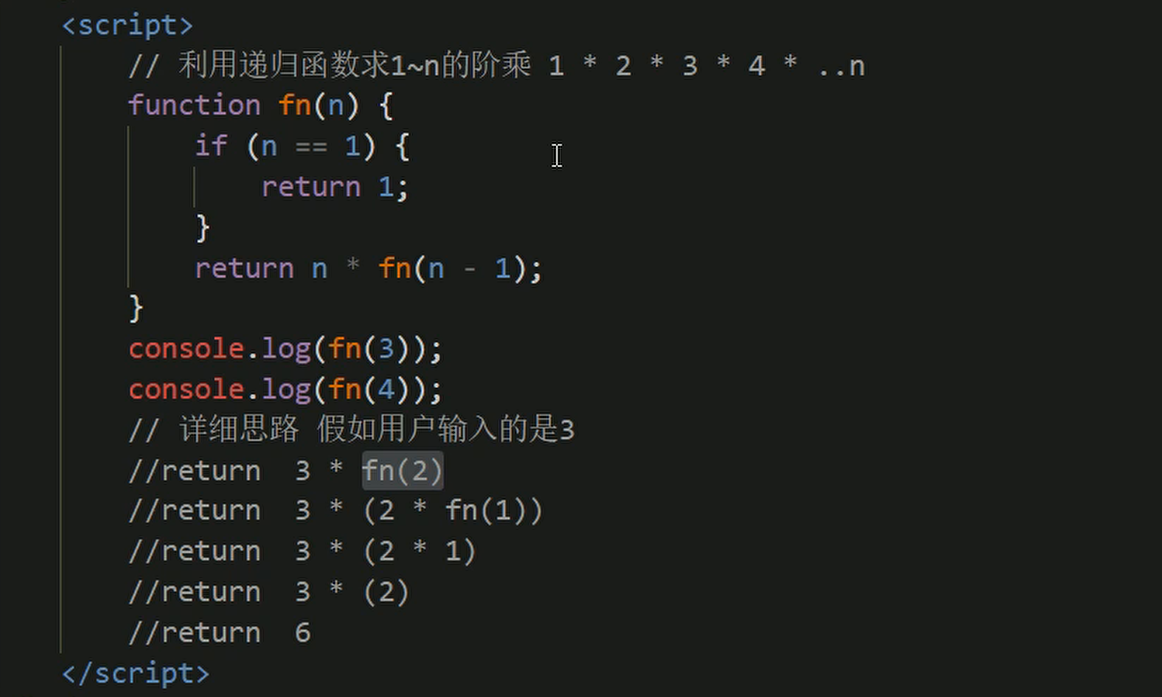 <script>
// 利用递归函数求1~n的阶乘 1 * 2 * 3 * 4 * ..n
function fn(n) {
if (n == 1) {
return 1;
}
return n * fn(n - 1);
}
console.log(fn(3));
console.log(fn(4));
// 详细思路 假如用户输入的是3
//return  3 * fn(2)
//return  3 * (2 * fn(1))
//return  3 * (2 * 1)
//return  3 * (2)
//return  6
</script>